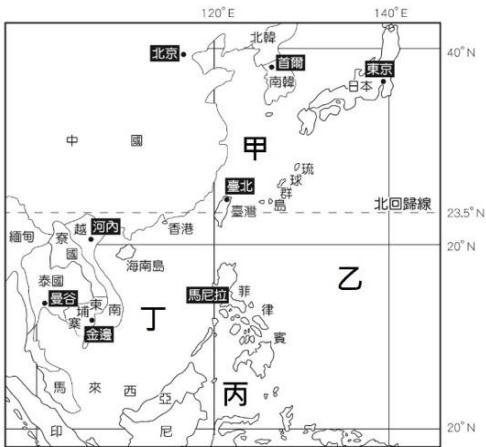 120°E
140°E
北京
北韓
首爾
南韓
東京
日本
40°N
中 國
甲
琉球群島
臺北
臺灣
北回歸線
23.5°N
緬甸
寮國
越南
河內
香港
20°N
海南島
泰國
曼谷
柬埔寨
金邊
丁
馬尼拉
菲律賓
乙
丙
馬 來 西 亞
印 尼
20°N